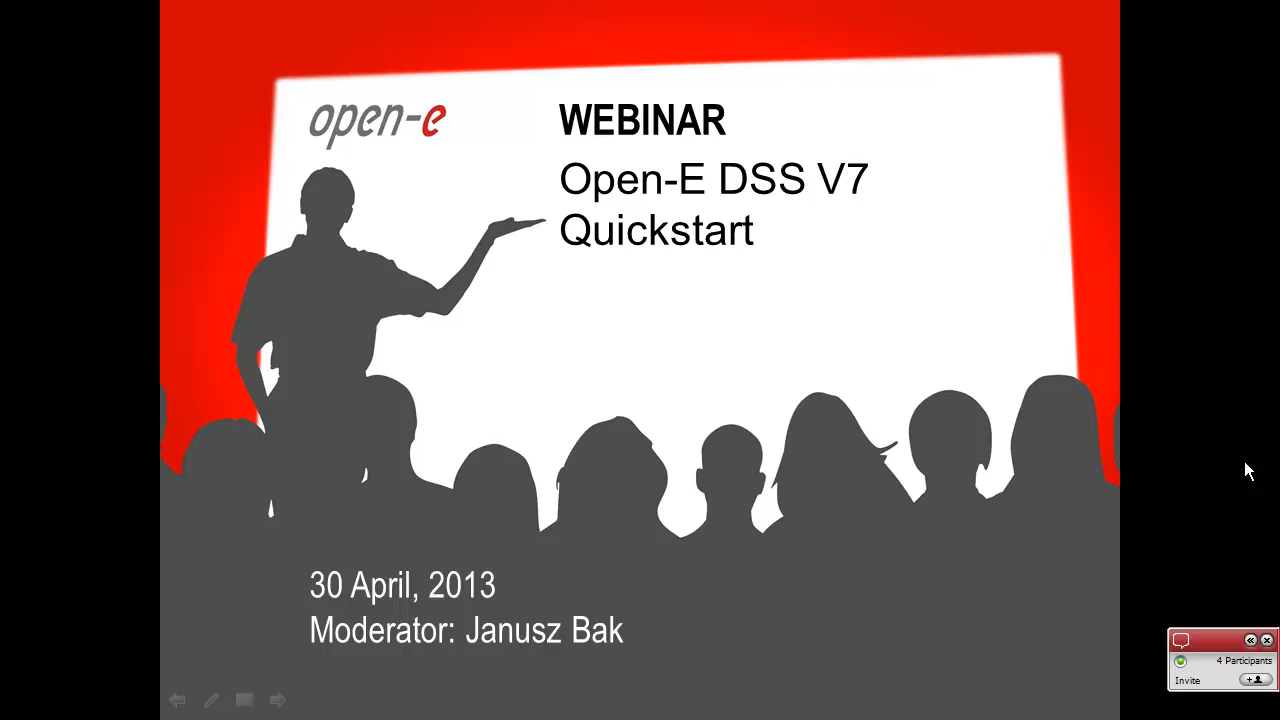 open-e
WEBINAR
Open-E DSS V7
Quickstart
30 April, 2013
Moderator: Janusz Bak
4 Participants
Invite